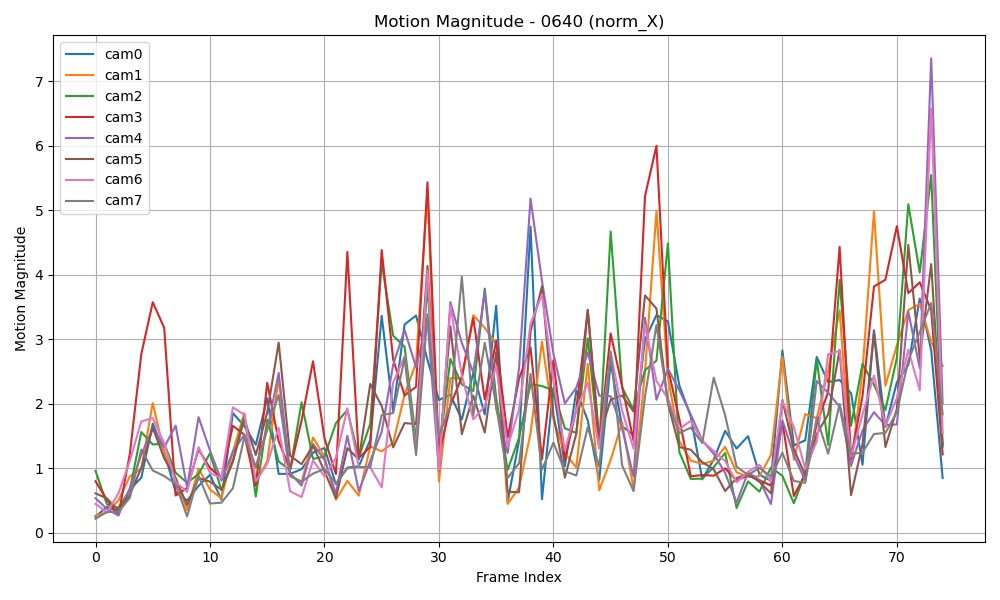 Motion Magnitude - 0640 (norm_X)
cam0
cam1
cam2
cam3
cam4
cam5
cam6
cam7
Motion Magnitude
7
6
5
4
3
2
1
0
0 10 20 30 40 50 60 70
Frame Index